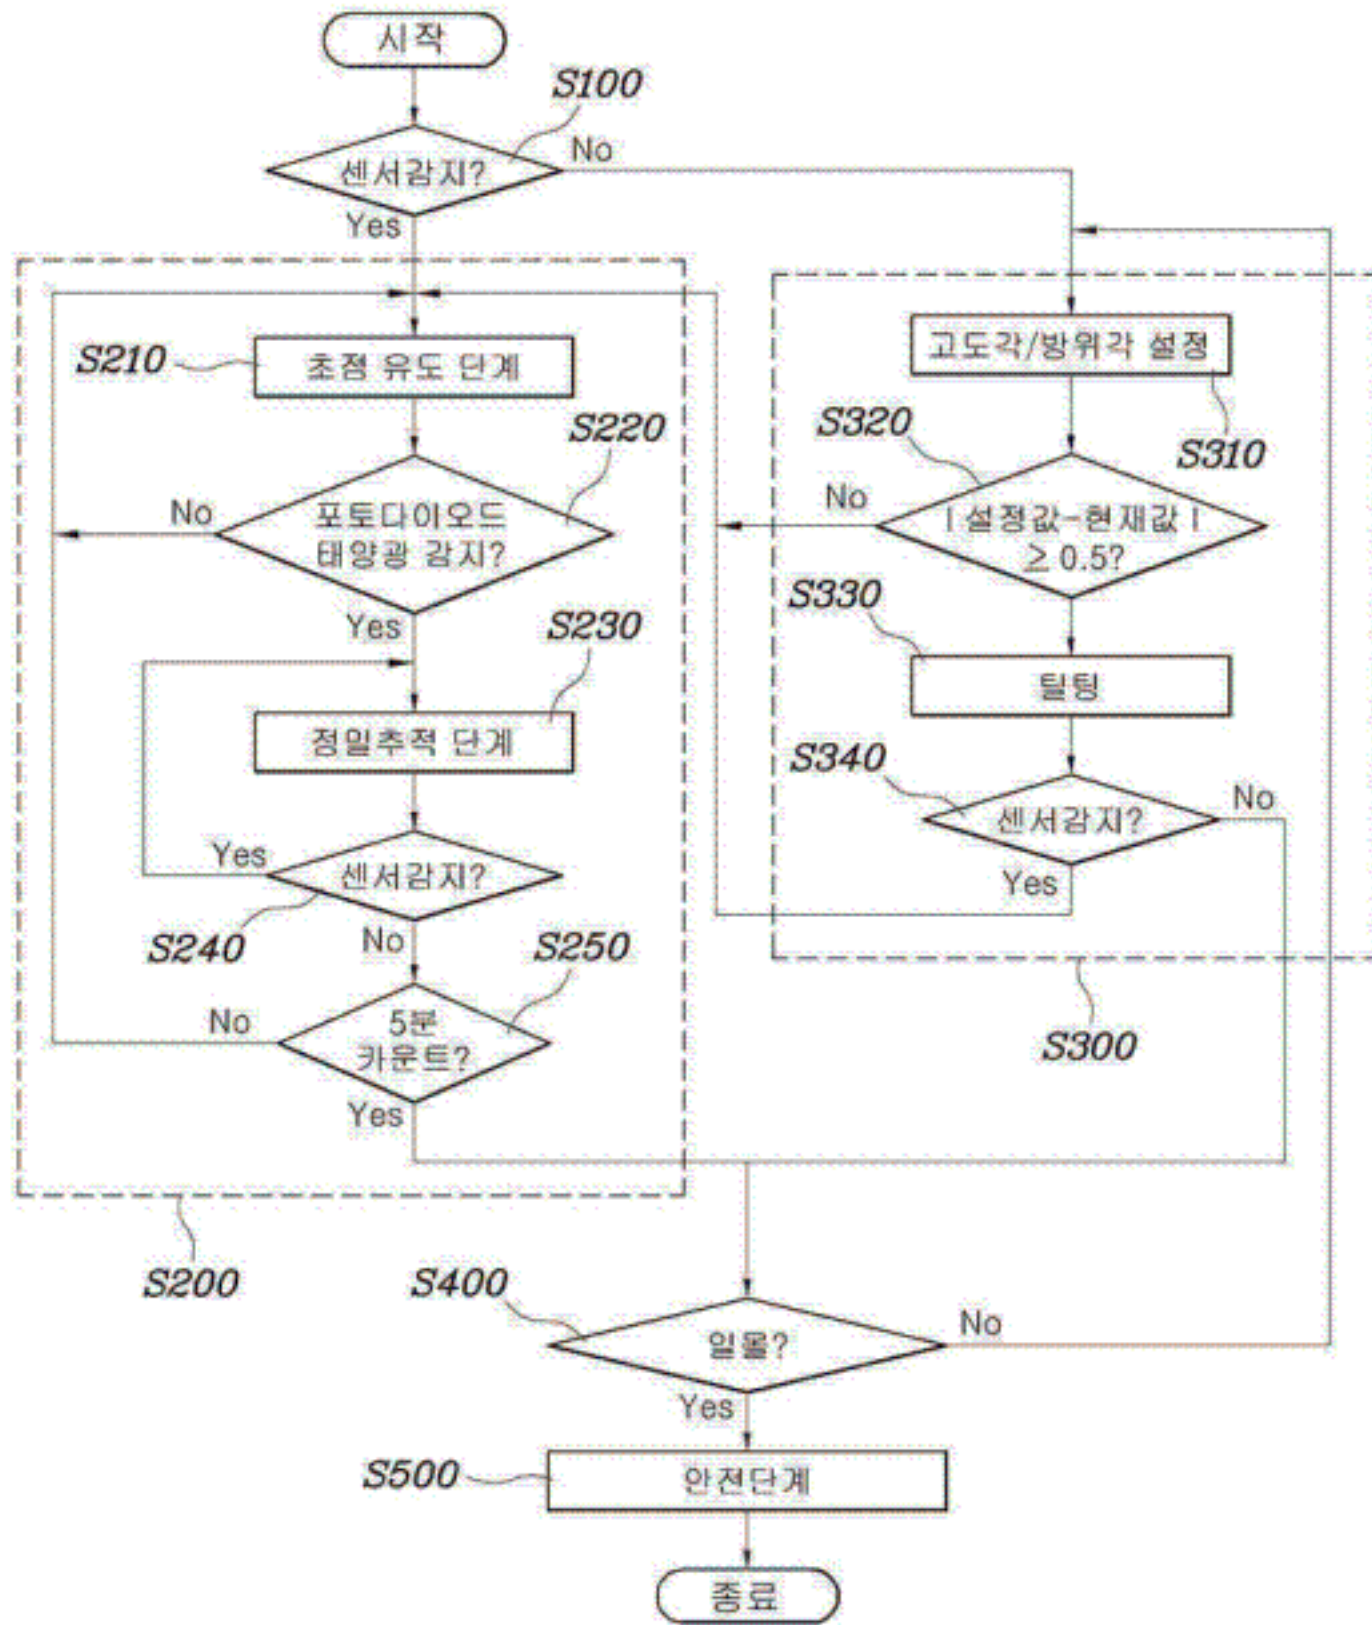 시작
S100
센서감지?
No
Yes
S210
초점 유도 단계
S220
포토다이오드
태양광 감지?
No
Yes
S230
정밀추적 단계
Yes
센서감지?
S240
No
S250
5분
카운트?
No
Yes
S200
고도각/방위각 설정
S310
S320
No
| 설정값-현재값 |
≥ 0.5?
S330
틸팅
S340
센서감지?
No
Yes
S300
S400
일몰?
No
Yes
S500
안전단계
종료